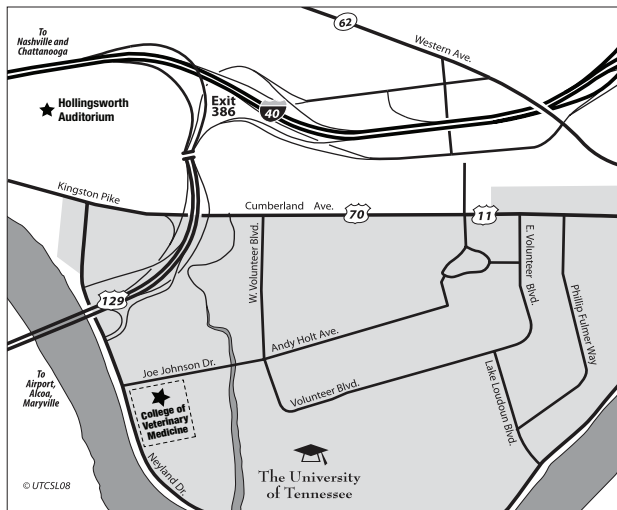 To
Nashville and
Chattanooga
62
Western Ave.
Hollingsworth
Auditorium
Exit
386
40
Kingston Pike
Cumberland Ave.
70
11
W. Volunteer Blvd.
E. Volunteer Blvd.
Phillip Fulmer Way
129
Andy Holt Ave.
Joe Johnson Dr.
To
Airport,
Alcoa,
Maryville
College of
Veterinary
Medicine
Volunteer Blvd.
Lake Loudoun Blvd.
Neyland Dr.
The University
of Tennessee
© UTCSL08